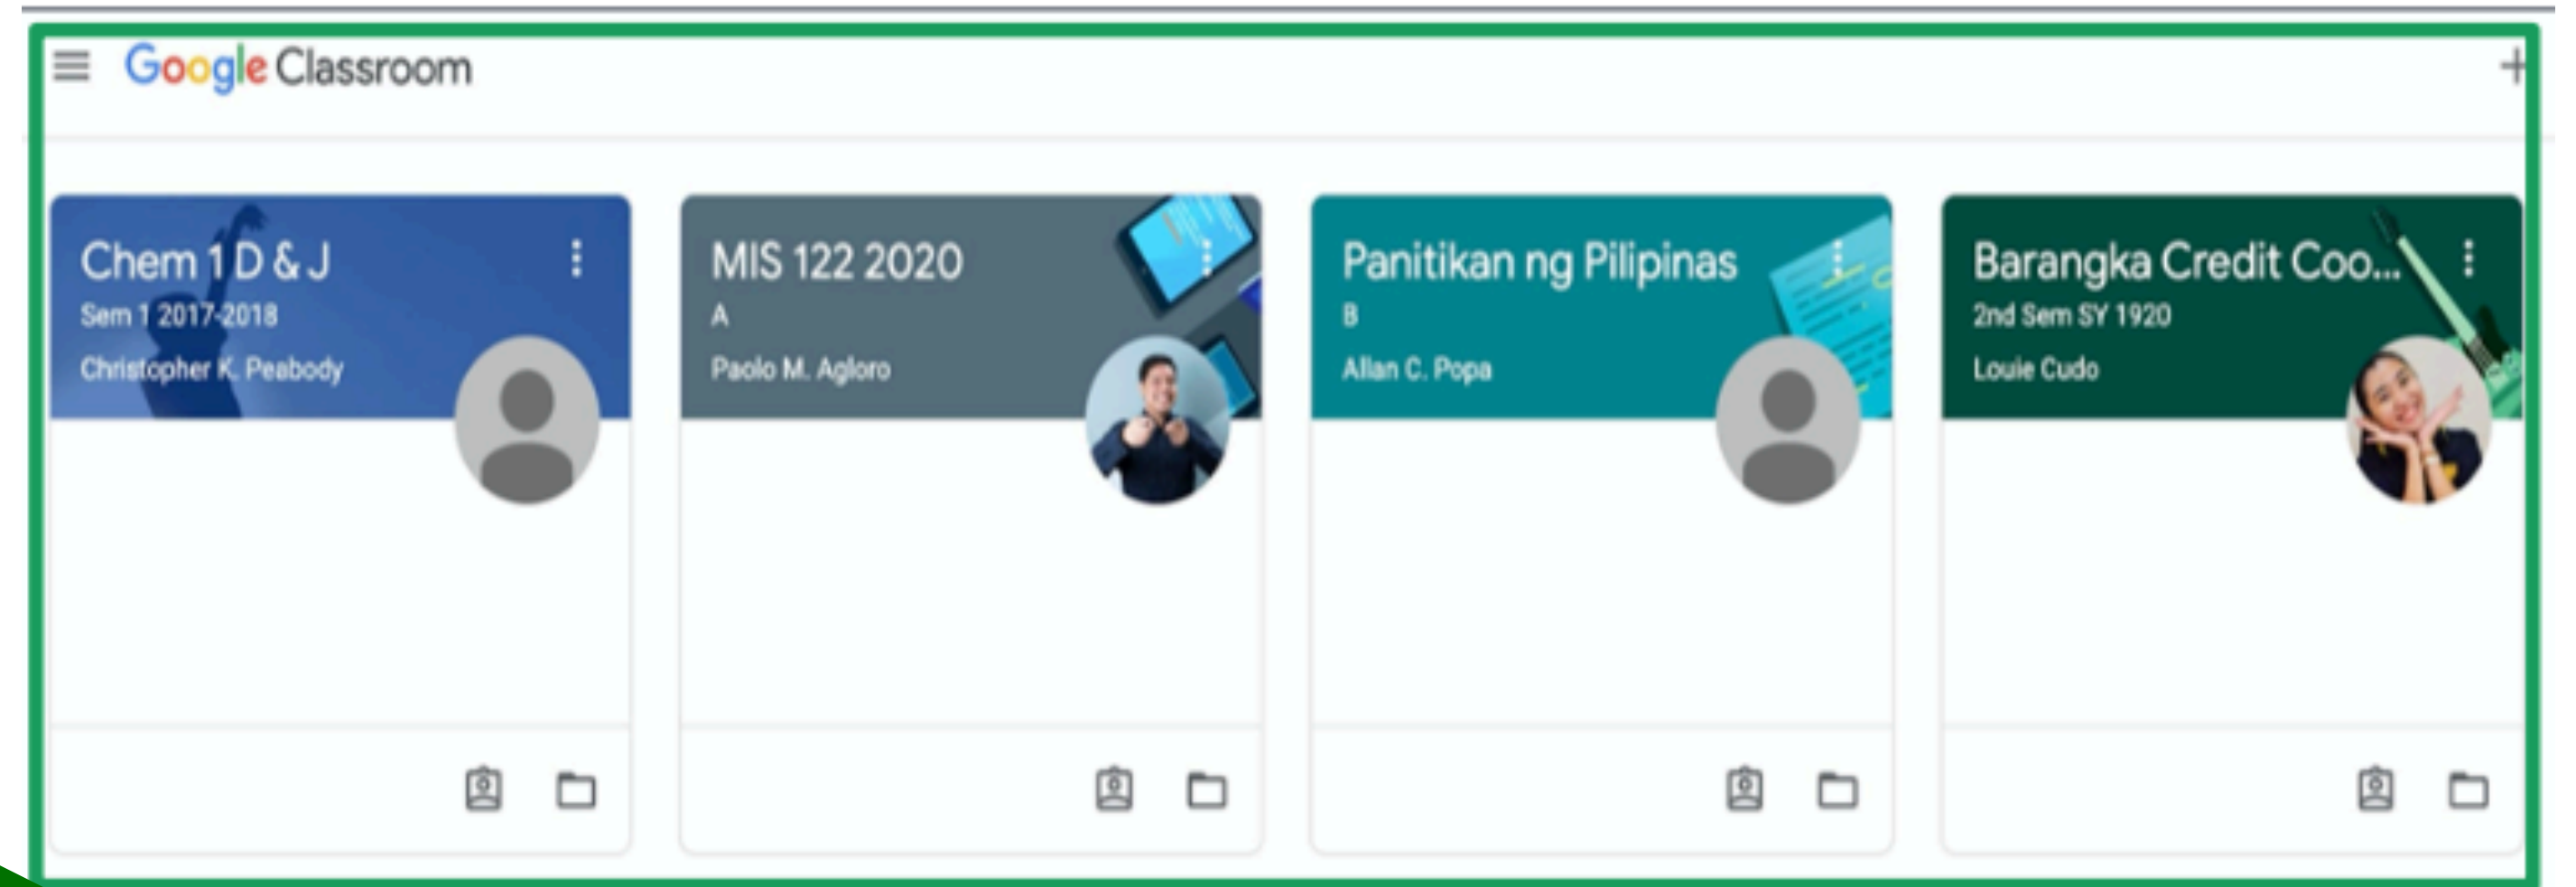 Google Classroom
Chem 1 D & J
Sem 1 2017-2018
Christopher K. Peabody
MIS 122 2020
A
Paolo M. Agloro
Panitikan ng Pilipinas
B
Allan C. Popa
Barangka Credit Coo...
2nd Sem SY 1920
Louie Cudo